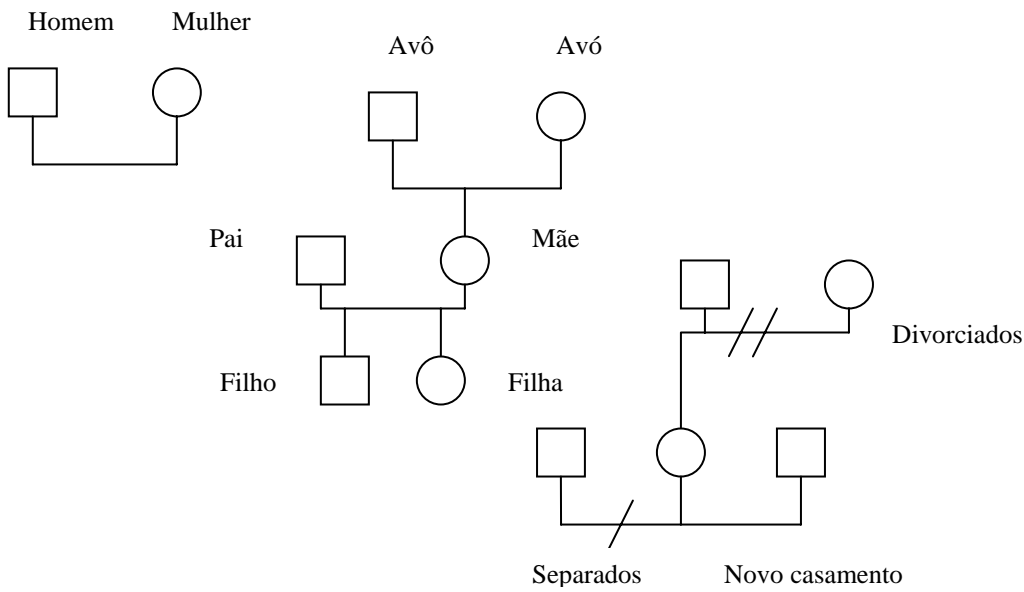 Homem Mulher
Avô Avó
Pai Mãe
Divorciados
Filho Filha
Separados Novo casamento